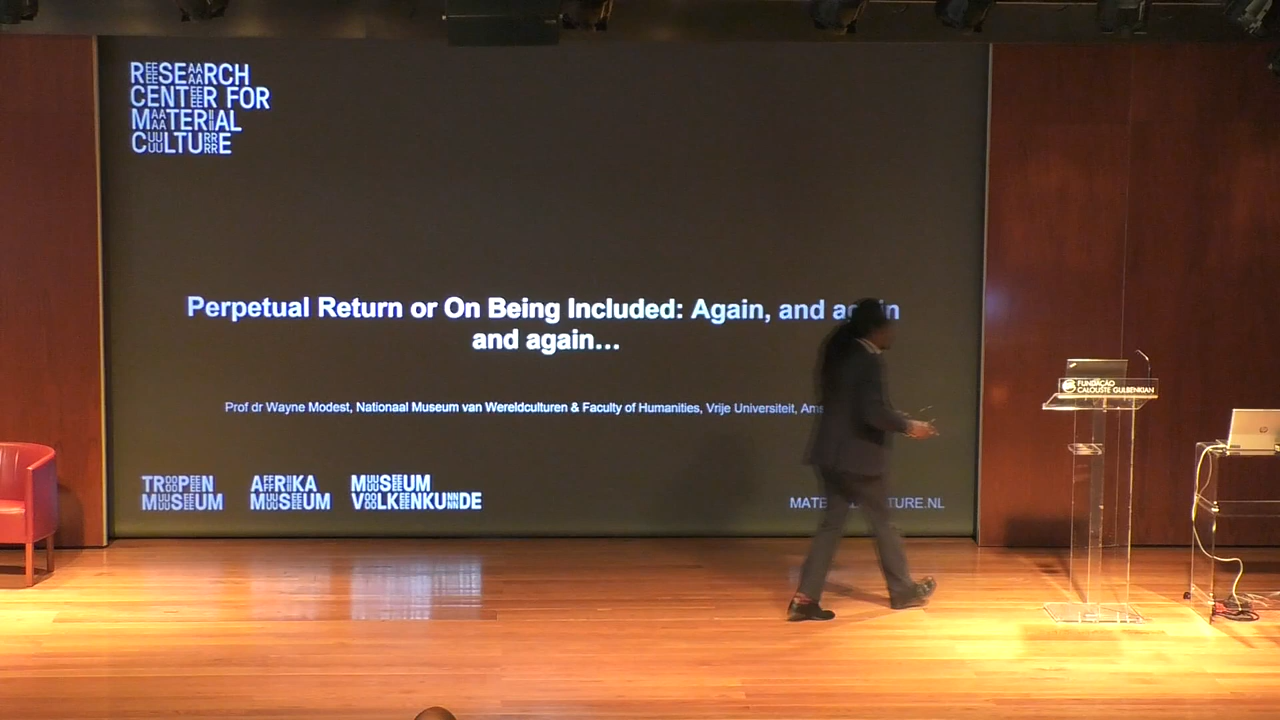 RESEARCH
CENTER FOR
MATERIAL
CULTURE
Perpetual Return or On Being Included: Again, and again
and again...
Prof dr Wayne Modest, Nationaal Museum van Wereldculturen & Faculty of Humanities, Vrije Universiteit,
TROPEN
MUSEUM
AFRIKA
MUSEUM
MUSEUM
VOLKENKUNDE
FUNDAÇÃO
CALOUSTE GULBENKIAN